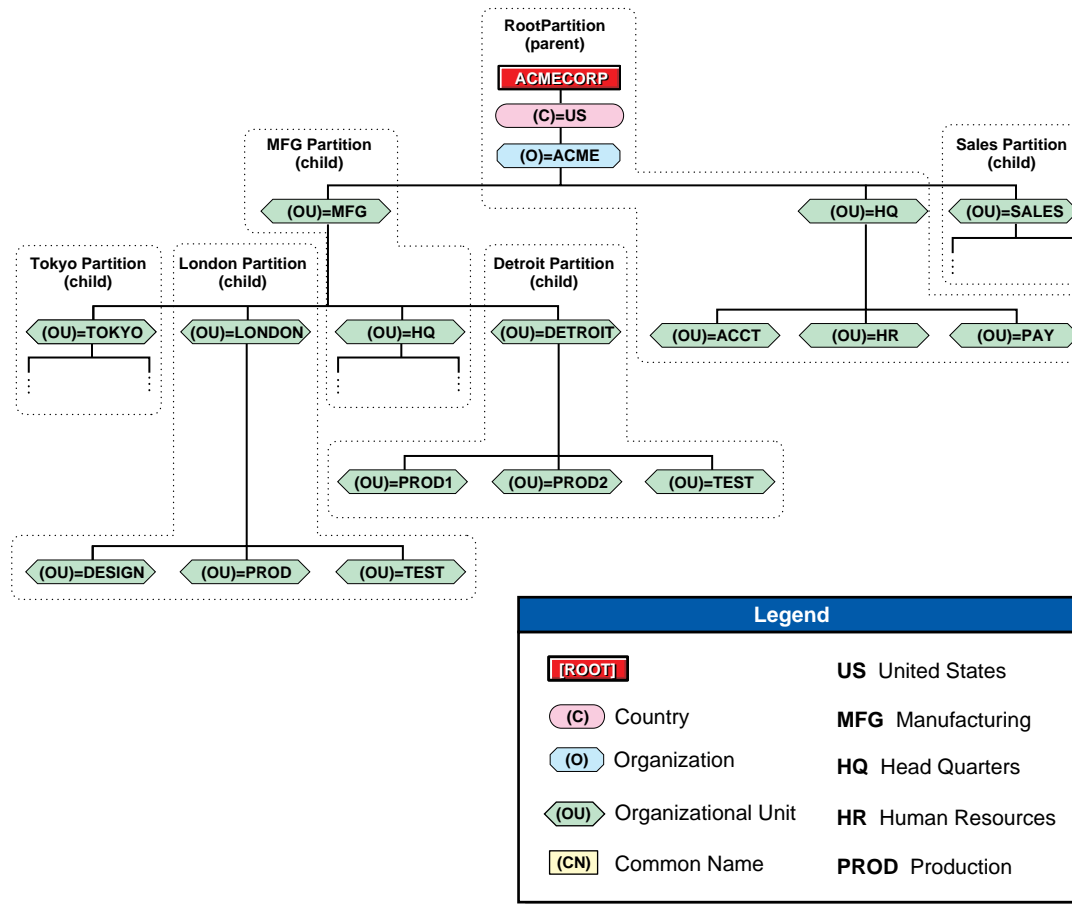 RootPartition
(parent)
ACMECORP
(C)=US
(O)=ACME
MFG Partition
(child)
Sales Partition
(child)
(OU)=MFG
(OU)=HQ
(OU)=SALES
Tokyo Partition
(child)
London Partition
(child)
Detroit Partition
(child)
(OU)=TOKYO
(OU)=LONDON
(OU)=HQ
(OU)=DETROIT
(OU)=ACCT
(OU)=HR
(OU)=PAY
(OU)=PROD1
(OU)=PROD2
(OU)=TEST
(OU)=DESIGN
(OU)=PROD
(OU)=TEST
Legend
[ROOT]
US United States
(C) Country
MFG Manufacturing
(O) Organization
HQ Head Quarters
(OU) Organizational Unit
HR Human Resources
(CN) Common Name
PROD Production